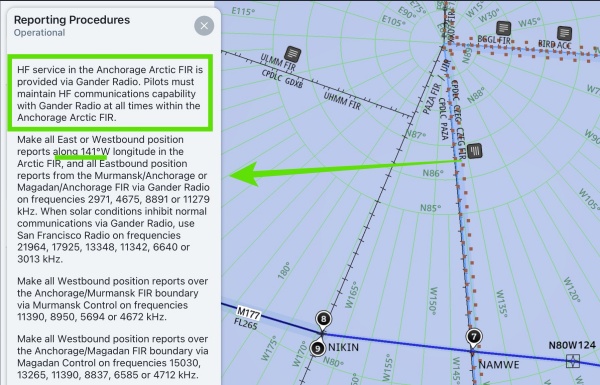 Reporting Procedures
Operational
HF service in the Anchorage Arctic FIR is
provided via Gander Radio. Pilots must
maintain HF communications capability
with Gander Radio at all times within the
Anchorage Arctic FIR.
Make all East or Westbound position
reports along 141°W longitude in the
Arctic FIR, and all Eastbound position
reports from the Murmansk/Anchorage or
Magadan/Anchorage FIR via Gander Radio
on frequencies 2971, 4675, 8891 or 11279
kHz. When solar conditions inhibit normal
communications via Gander Radio, use
San Francisco Radio on frequencies
21964, 17925, 13348, 11342, 6640 or
3013 kHz.
Make all Westbound position reports over
the Anchorage/Murmansk FIR boundary
via Murmansk Control on frequencies
11390, 8950, 5694 or 4672 kHz.
Make all Westbound position reports over
the Anchorage/Magadan FIR boundary via
Magadan Control on frequencies 15030,
13265, 11390, 8837, 6585 or 4712 kHz.
E115°
E105°
E75°
W15°
W30°
W45°
BGGL FIR
BIRD ACC
ULMM FIR
CPDLC GDXB
UHMM FIR
PAZA FIR
CPDLC PAZA
CZEG FIR
N88°
N87°
N86°
N85°
180°
W175°
W170°
W165°
W150°
W135°
W120°
N80°
M177
FL265
8
9
NIKIN
7
NAMWE
N80W124